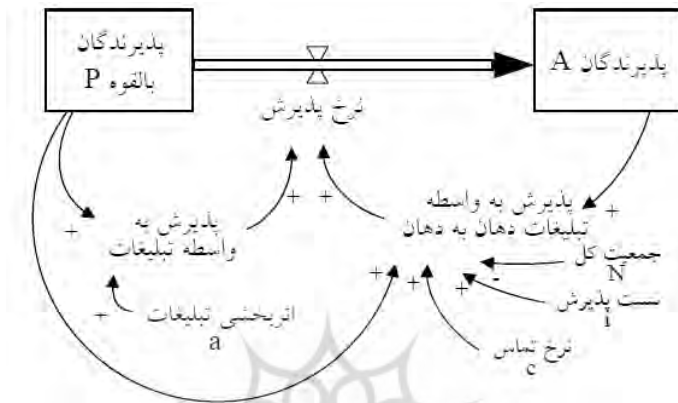 پذیرندگان
بالقوه P
پذیرندگان A
نرخ پذیرش
پذیرش به
واسطه تبلیغات
پذیرش به واسطه
تبلیغات دهان به دهان
اثربخشی تبلیغات
a
جمعیت کل
N
نسبت پذیرش
i
نرخ تماس
c
+
+
+
+
+
+
+
+
-